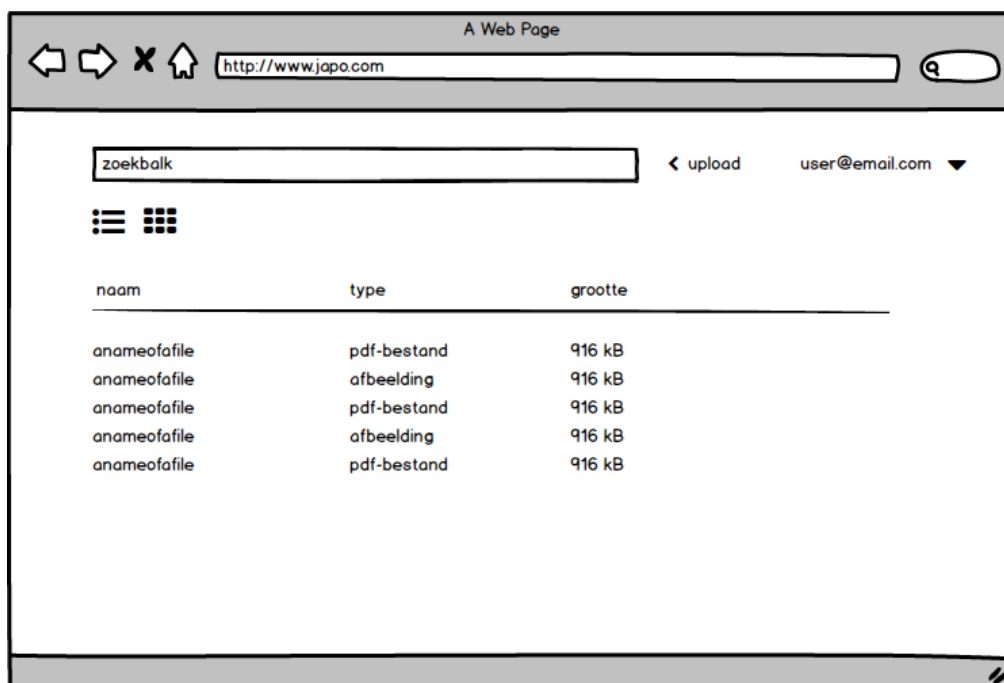 A Web Page
http://www.japo.com
zoekbalk upload user@email.com
naam type grootte
anameofafile pdf-bestand 916 kB
anameofafile afbeelding 916 kB
anameofafile pdf-bestand 916 kB
anameofafile afbeelding 916 kB
anameofafile pdf-bestand 916 kB